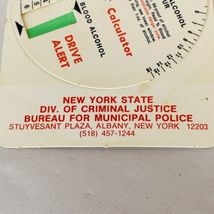 BLOOD ALCOHOL
Calculator
DRIVE
ALERT
ALCOHOL
NEW YORK STATE
DIV. OF CRIMINAL JUSTICE
BUREAU FOR MUNICIPAL POLICE
STUYVESANT PLAZA, ALBANY, NEW YORK 12203
(518) 457-1244